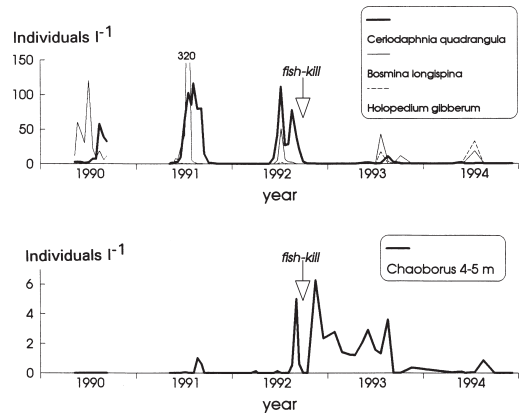 Individuals l-1
Ceriodaphnia quadrangula
Bosmina longispina
Holopedium gibberum
320
fish-kill
150
100
50
0
1990 1991 1992 1993 1994
year
Individuals l-1
fish-kill
Chaoborus 4-5 m
6
4
2
0
1990 1991 1992 1993 1994
year